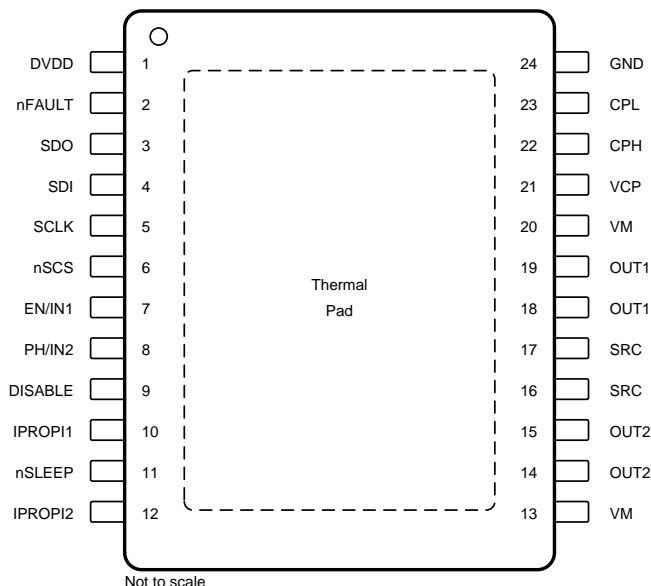 DVDD 1 24 GND
nFAULT 2 23 CPL
SDO 3 22 CPH
SDI 4 21 VCP
SCLK 5 20 VM
nSCS 6 19 OUT1
Thermal
Pad
EN/IN1 7 18 OUT1
PH/IN2 8 17 SRC
DISABLE 9 16 SRC
IPROPI1 10 15 OUT2
nSLEEP 11 14 OUT2
IPROPI2 12 13 VM
Not to scale